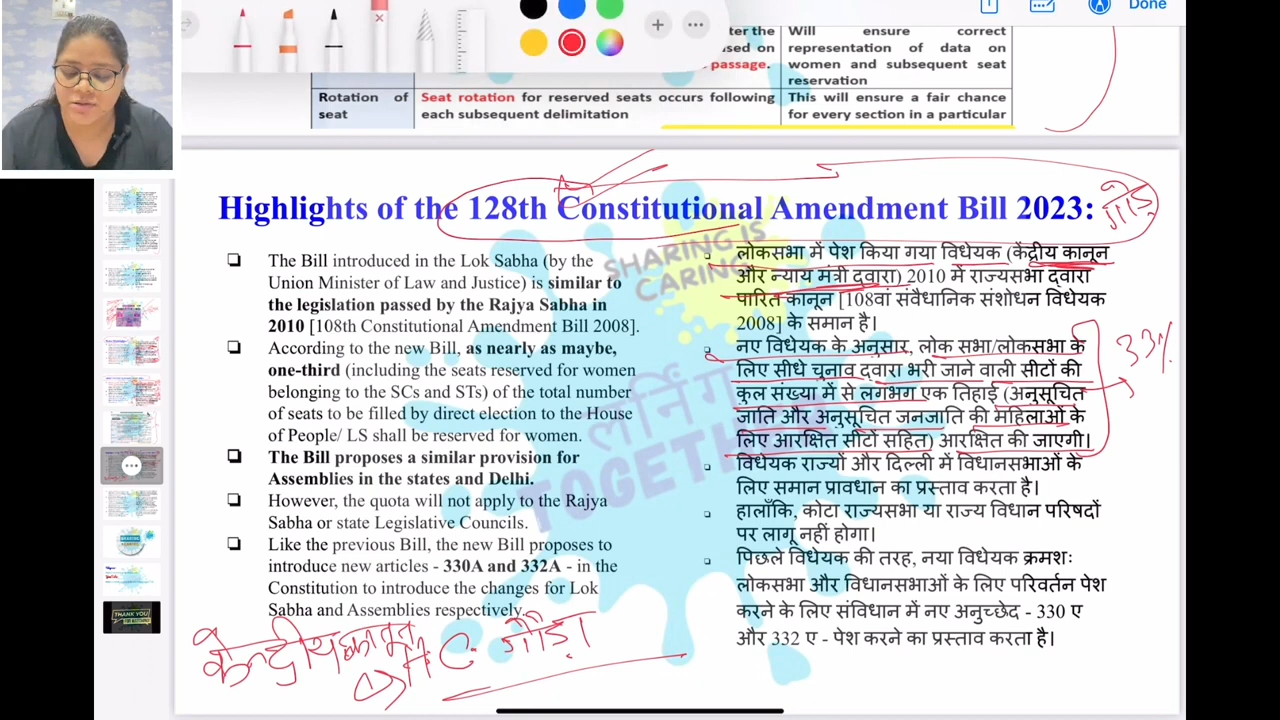 Done
ter the
sed on
passage.
Will ensure correct
representation of data on
women and subsequent seat
reservation
Rotation of
seat
Seat rotation for reserved seats occurs following
each subsequent delimitation
This will ensure a fair chance
for every section in a particular
Highlights of the 128th Constitutional Amendment Bill 2023:
The Bill introduced in the Lok Sabha (by the
Union Minister of Law and Justice) is similar to
the legislation passed by the Rajya Sabha in
2010 [108th Constitutional Amendment Bill 2008].
According to the new Bill, as nearly as maybe,
one-third (including the seats reserved for women
belonging to the SCs and STs) of the total number
of seats to be filled by direct election to the House
of People/ LS shall be reserved for women.
The Bill proposes a similar provision for
Assemblies in the states and Delhi.
However, the quota will not apply to the Rajya
Sabha or state Legislative Councils.
Like the previous Bill, the new Bill proposes to
introduce new articles - 330A and 332A - in the
Constitution to introduce the changes for Lok
Sabha and Assemblies respectively.
लोकसभा में पेश किया गया विधेयक (केंद्रीय कानून
और न्याय मंत्री द्वारा) 2010 में राज्यसभा द्वारा
पारित कानून [108वां संवैधानिक संशोधन विधेयक
2008] के समान है।
नए विधेयक के अनुसार, लोक सभा/लोकसभा के
लिए सीधे चुनाव द्वारा भरी जाने वाली सीटों की
कुल संख्या में से लगभग एक तिहाई (अनुसूचित
जाति और अनुसूचित जनजाति की महिलाओं के
लिए आरक्षित सीटों सहित) आरक्षित की जाएगी।
विधेयक राज्यों और दिल्ली में विधानसभाओं के
लिए समान प्रावधान का प्रस्ताव करता है।
हालाँकि, कोटा राज्यसभा या राज्य विधान परिषदों
पर लागू नहीं होगा।
पिछले विधेयक की तरह, नया विधेयक क्रमशः
लोकसभा और विधानसभाओं के लिए परिवर्तन पेश
करने के लिए संविधान में नए अनुच्छेद - 330 ए
और 332 ए - पेश करने का प्रस्ताव करता है।
33%
केन्द्रीय कानून
SHARING IS
CARING
TOGETH
THANK YOU